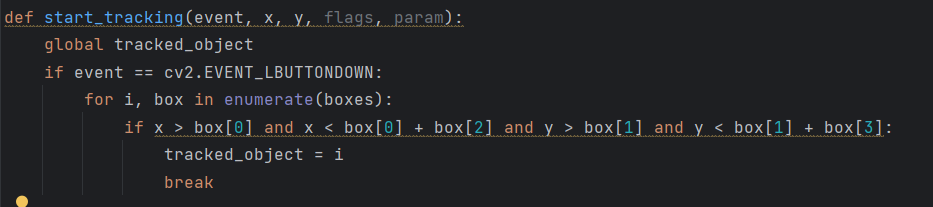 def start_tracking(event, x, y, flags, param):
    global tracked_object
    if event == cv2.EVENT_LBUTTONDOWN:
        for i, box in enumerate(boxes):
            if x > box[0] and x < box[0] + box[2] and y > box[1] and y < box[1] + box[3]:
                tracked_object = i
                break